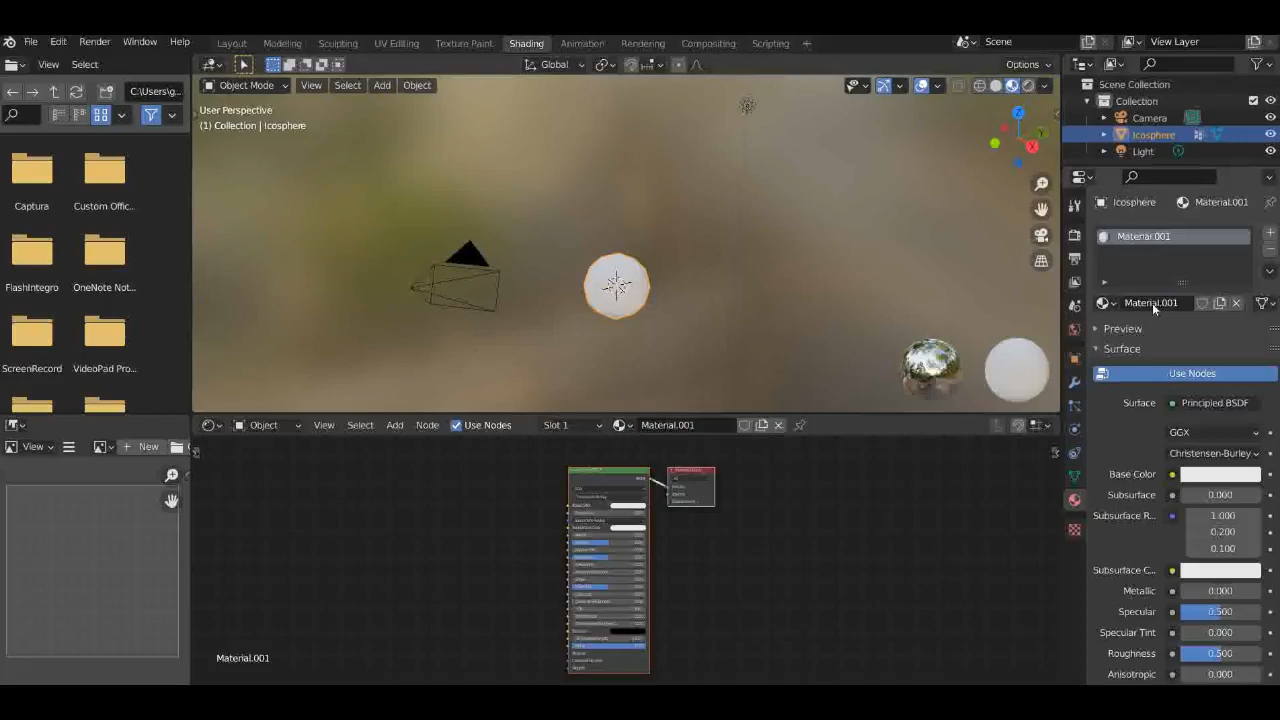 File Edit Render Window Help
Layout Modeling Sculpting UV Editing Texture Paint Shading Animation Rendering Compositing Scripting +
Scene
View Layer
View Select
Global
Options
C:\Users\g...
Object Mode View Select Add Object
User Perspective
(1) Collection | Icosphere
Z
Y
X
Scene Collection
Collection
Camera
Icosphere
Light
Captura
Custom Offic...
FlashIntegro
OneNote Not...
ScreenRecord
VideoPad Pro...
Icosphere Material.001
Material.001
Material.001
Preview
Surface
Use Nodes
Surface Principled BSDF
GGX
Christensen-Burley
Base Color
Subsurface 0.000
Subsurface R... 1.000
0.200
0.100
Subsurface C...
Metallic 0.000
Specular 0.500
Specular Tint 0.000
Roughness 0.500
Anisotropic 0.000
View
New
Object View Select Add Node Use Nodes Slot 1 Material.001
Material.001